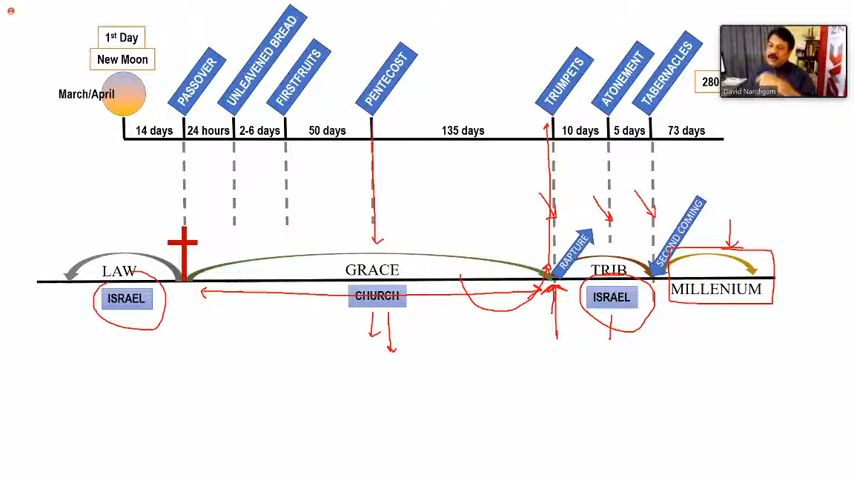 1st Day
New Moon
March/April
PASSOVER
UNLEAVENED BREAD
FIRSTFRUITS
PENTECOST
TRUMPETS
ATONEMENT
TABERNACLES
280
David Nandigam
14 days
24 hours
2-6 days
50 days
135 days
10 days
5 days
73 days
LAW
GRACE
RAPTURE
TRIB
SECOND COMING
MILLENIUM
ISRAEL
CHURCH
ISRAEL